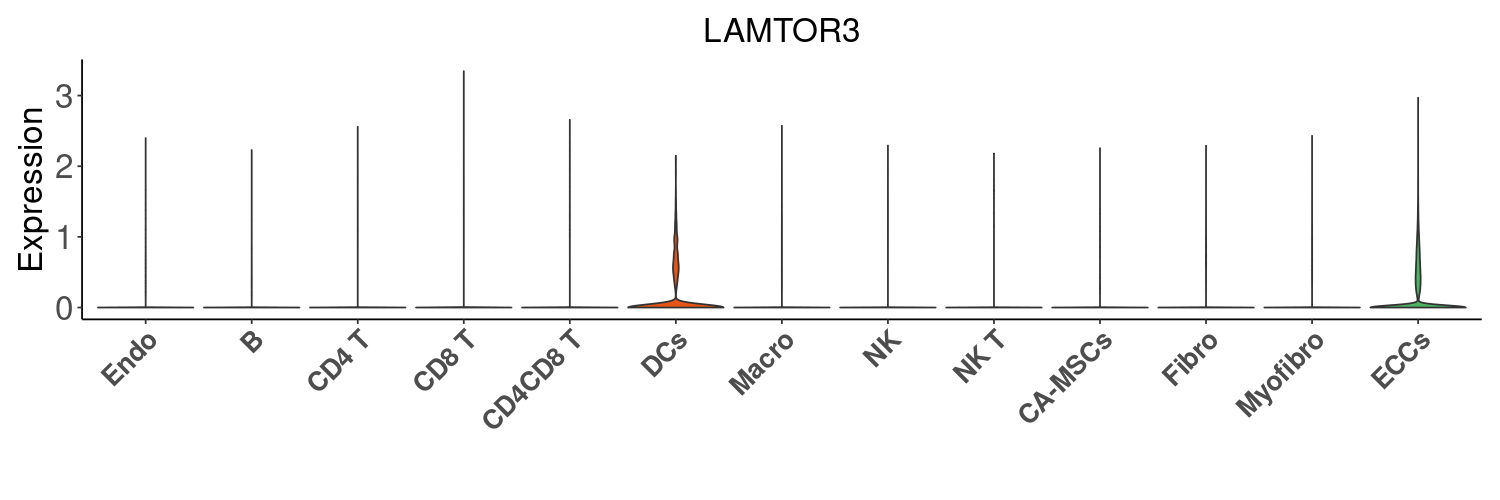 LAMTOR3
Expression
3
2
1
0
Endo
B
CD4 T
CD8 T
CD4CD8 T
DCs
Macro
NK
NK T
CA-MSCs
Fibro
Myofibro
ECCs